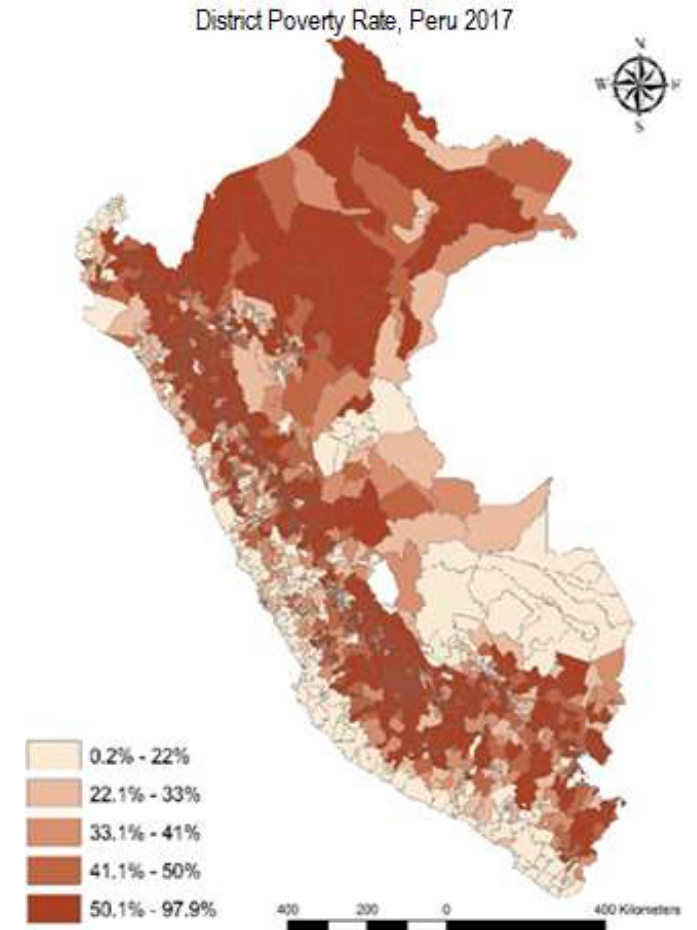 District Poverty Rate, Peru 2017
N
W E
S
0.2% - 22%
22.1% - 33%
33.1% - 41%
41.1% - 50%
50.1% - 97.9%
400 200 0 400 Kilometers